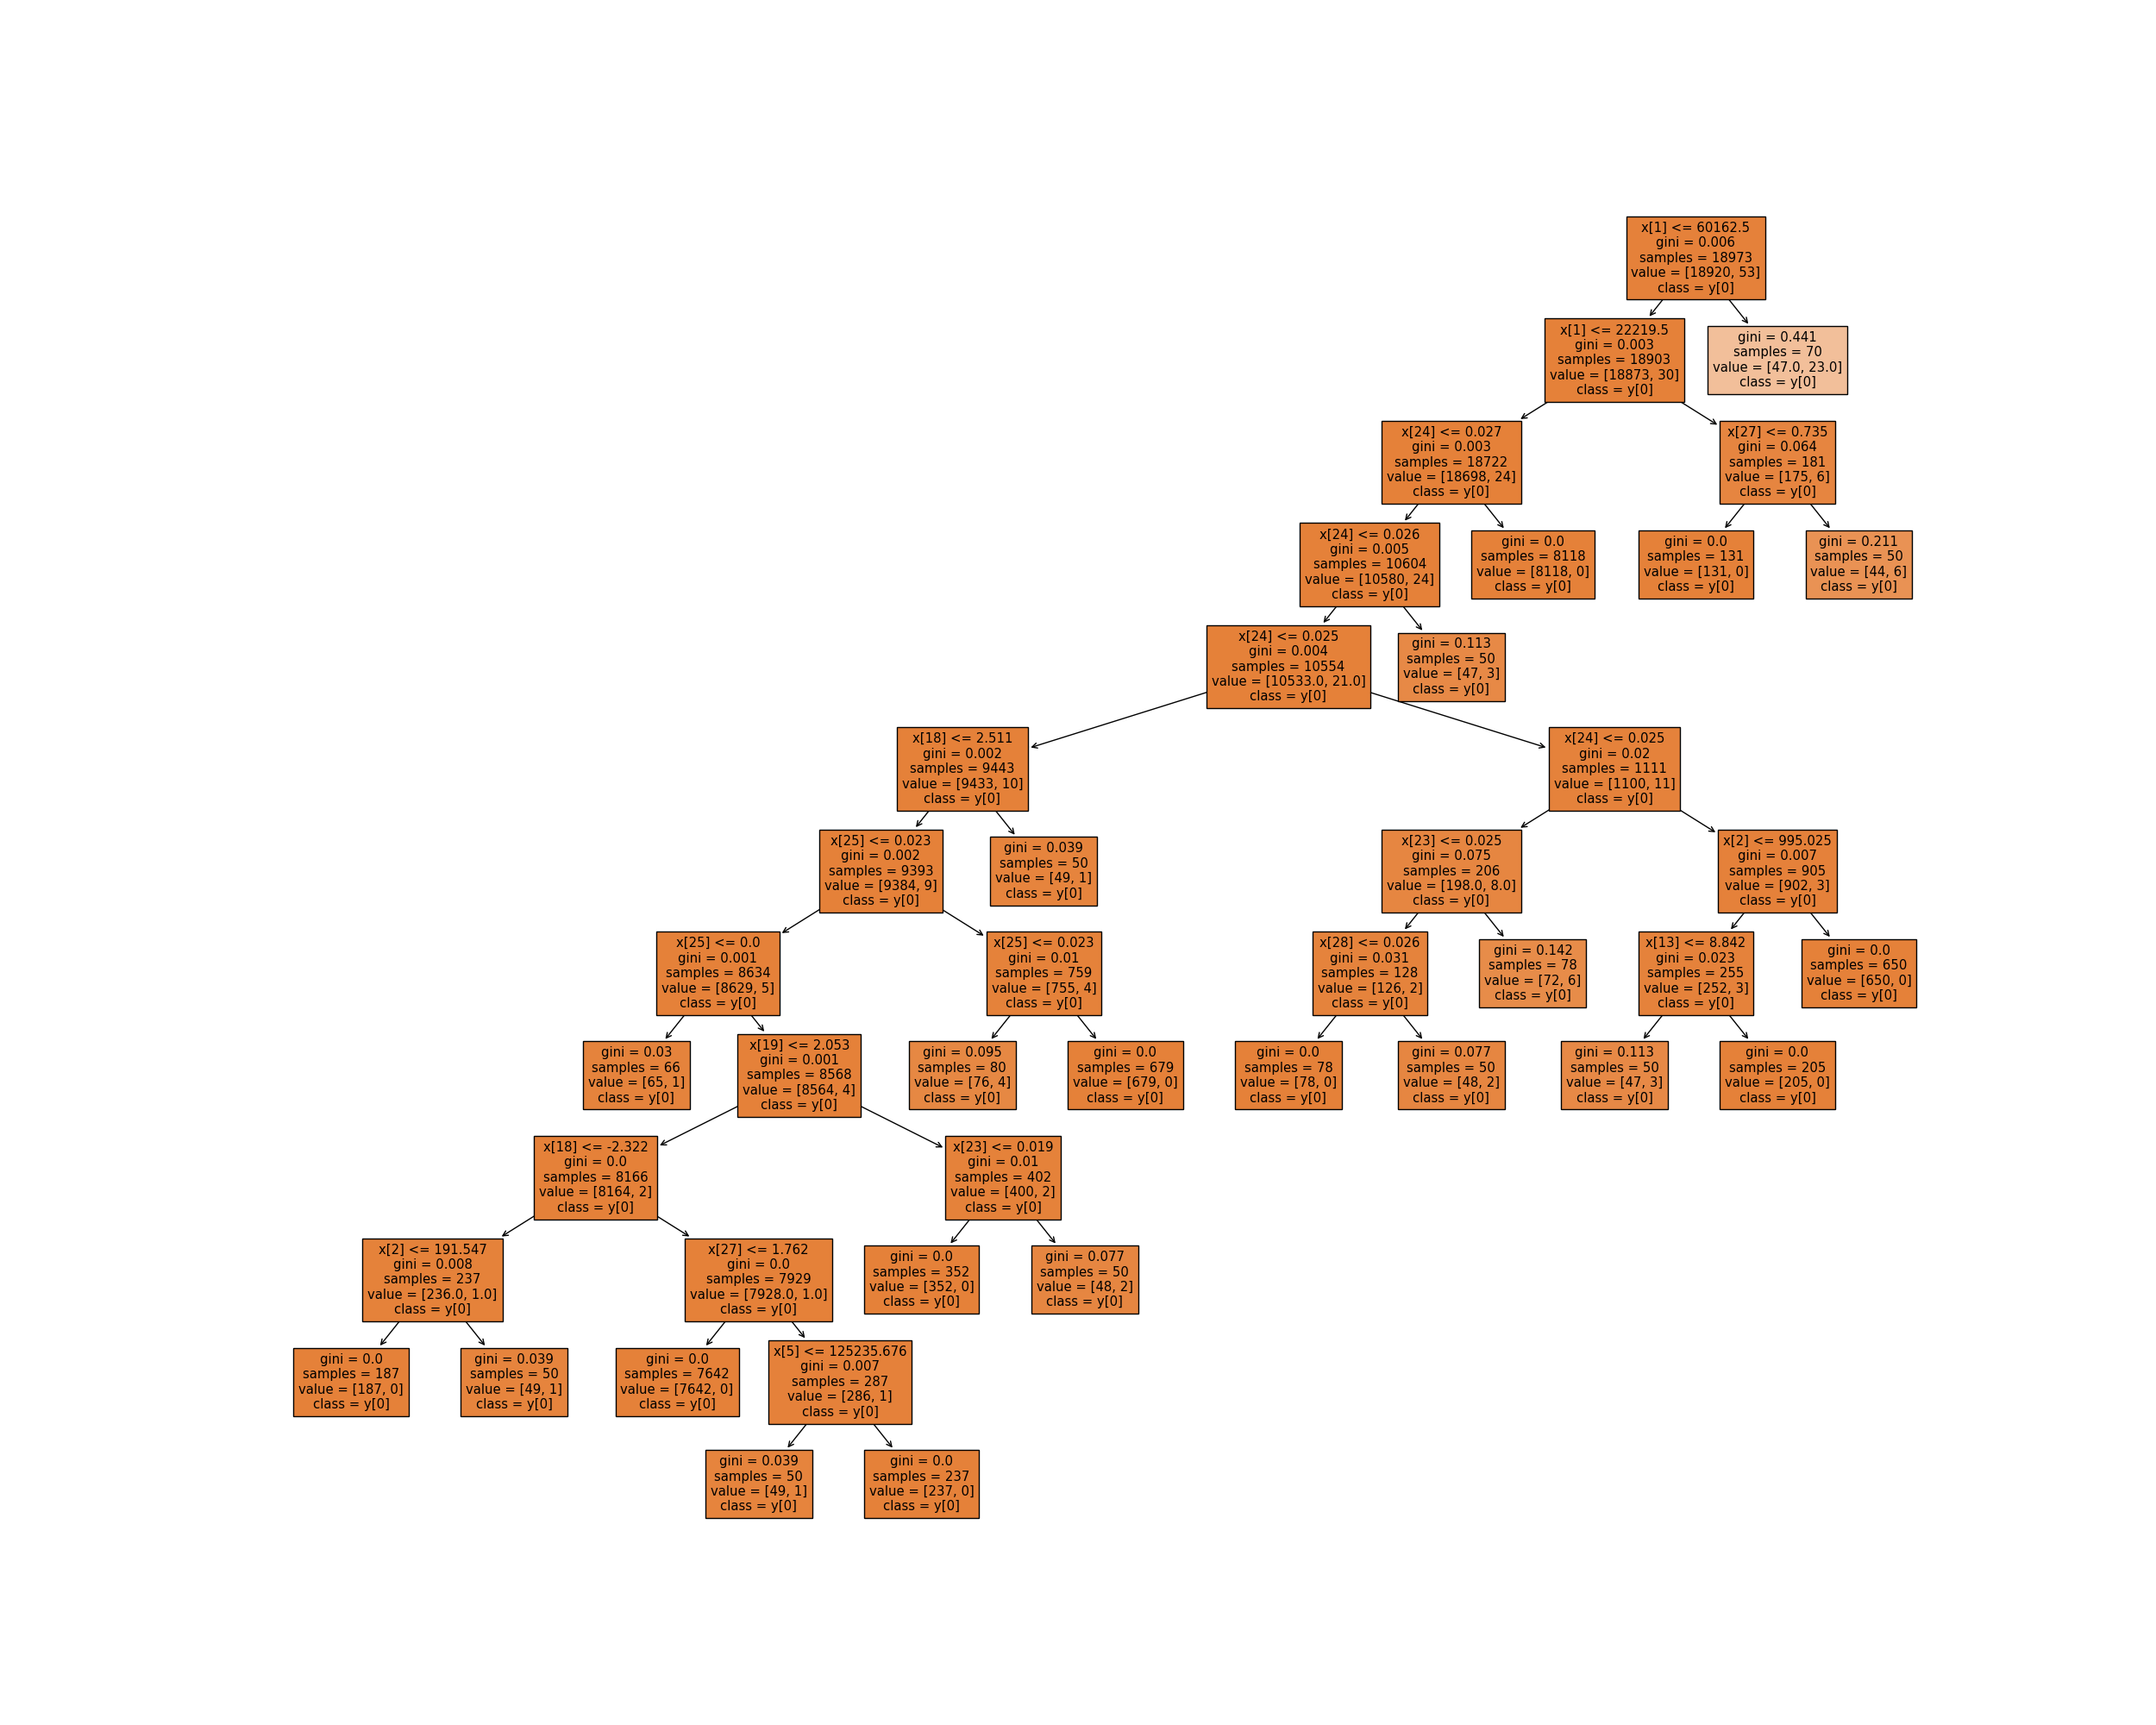 x[1] <= 60162.5
gini = 0.006
samples = 18973
value = [18920, 53]
class = y[0]
x[1] <= 22219.5
gini = 0.003
samples = 18903
value = [18873, 30]
class = y[0]
gini = 0.441
samples = 70
value = [47.0, 23.0]
class = y[0]
x[24] <= 0.027
gini = 0.003
samples = 18722
value = [18698, 24]
class = y[0]
x[27] <= 0.735
gini = 0.064
samples = 181
value = [175, 6]
class = y[0]
x[24] <= 0.026
gini = 0.005
samples = 10604
value = [10580, 24]
class = y[0]
gini = 0.0
samples = 8118
value = [8118, 0]
class = y[0]
gini = 0.0
samples = 131
value = [131, 0]
class = y[0]
gini = 0.211
samples = 50
value = [44, 6]
class = y[0]
x[24] <= 0.025
gini = 0.004
samples = 10554
value = [10533.0, 21.0]
class = y[0]
gini = 0.113
samples = 50
value = [47, 3]
class = y[0]
x[18] <= 2.511
gini = 0.002
samples = 9443
value = [9433, 10]
class = y[0]
x[24] <= 0.025
gini = 0.02
samples = 1111
value = [1100, 11]
class = y[0]
x[25] <= 0.023
gini = 0.002
samples = 9393
value = [9384, 9]
class = y[0]
gini = 0.039
samples = 50
value = [49, 1]
class = y[0]
x[23] <= 0.025
gini = 0.075
samples = 206
value = [198.0, 8.0]
class = y[0]
x[2] <= 995.025
gini = 0.007
samples = 905
value = [902, 3]
class = y[0]
x[25] <= 0.0
gini = 0.001
samples = 8634
value = [8629, 5]
class = y[0]
x[25] <= 0.023
gini = 0.01
samples = 759
value = [755, 4]
class = y[0]
x[28] <= 0.026
gini = 0.031
samples = 128
value = [126, 2]
class = y[0]
gini = 0.142
samples = 78
value = [72, 6]
class = y[0]
x[13] <= 8.842
gini = 0.023
samples = 255
value = [252, 3]
class = y[0]
gini = 0.0
samples = 650
value = [650, 0]
class = y[0]
gini = 0.03
samples = 66
value = [65, 1]
class = y[0]
x[19] <= 2.053
gini = 0.001
samples = 8568
value = [8564, 4]
class = y[0]
gini = 0.095
samples = 80
value = [76, 4]
class = y[0]
gini = 0.0
samples = 679
value = [679, 0]
class = y[0]
gini = 0.0
samples = 78
value = [78, 0]
class = y[0]
gini = 0.077
samples = 50
value = [48, 2]
class = y[0]
gini = 0.113
samples = 50
value = [47, 3]
class = y[0]
gini = 0.0
samples = 205
value = [205, 0]
class = y[0]
x[18] <= -2.322
gini = 0.0
samples = 8166
value = [8164, 2]
class = y[0]
x[23] <= 0.019
gini = 0.01
samples = 402
value = [400, 2]
class = y[0]
x[2] <= 191.547
gini = 0.008
samples = 237
value = [236.0, 1.0]
class = y[0]
x[27] <= 1.762
gini = 0.0
samples = 7929
value = [7928.0, 1.0]
class = y[0]
gini = 0.0
samples = 352
value = [352, 0]
class = y[0]
gini = 0.077
samples = 50
value = [48, 2]
class = y[0]
gini = 0.0
samples = 187
value = [187, 0]
class = y[0]
gini = 0.039
samples = 50
value = [49, 1]
class = y[0]
gini = 0.0
samples = 7642
value = [7642, 0]
class = y[0]
x[5] <= 125235.676
gini = 0.007
samples = 287
value = [286, 1]
class = y[0]
gini = 0.039
samples = 50
value = [49, 1]
class = y[0]
gini = 0.0
samples = 237
value = [237, 0]
class = y[0]